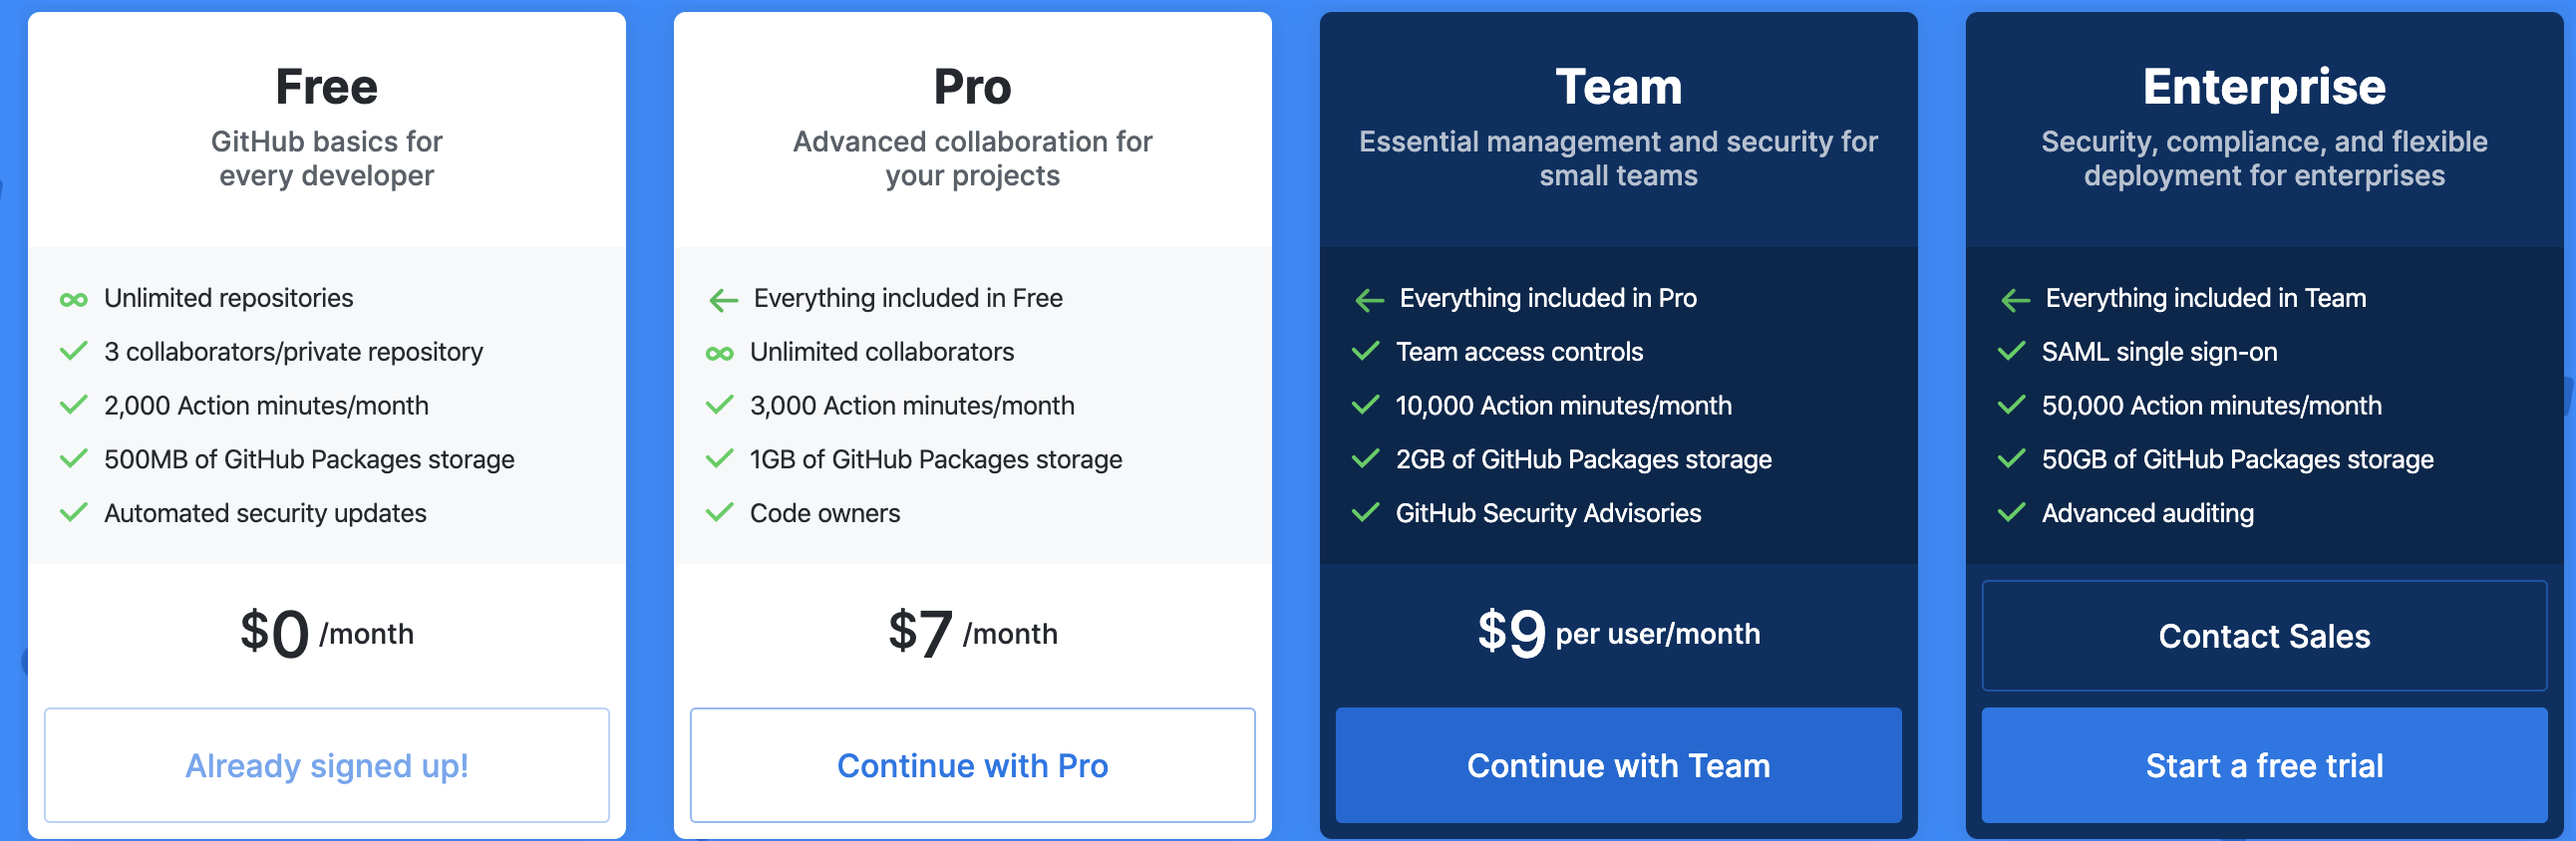 Free
GitHub basics for
every developer
∞ Unlimited repositories
✓ 3 collaborators/private repository
✓ 2,000 Action minutes/month
✓ 500MB of GitHub Packages storage
✓ Automated security updates
$0 /month
Already signed up!
Pro
Advanced collaboration for
your projects
← Everything included in Free
∞ Unlimited collaborators
✓ 3,000 Action minutes/month
✓ 1GB of GitHub Packages storage
✓ Code owners
$7 /month
Continue with Pro
Team
Essential management and security for
small teams
← Everything included in Pro
✓ Team access controls
✓ 10,000 Action minutes/month
✓ 2GB of GitHub Packages storage
✓ GitHub Security Advisories
$9 per user/month
Continue with Team
Enterprise
Security, compliance, and flexible
deployment for enterprises
← Everything included in Team
✓ SAML single sign-on
✓ 50,000 Action minutes/month
✓ 50GB of GitHub Packages storage
✓ Advanced auditing
Contact Sales
Start a free trial